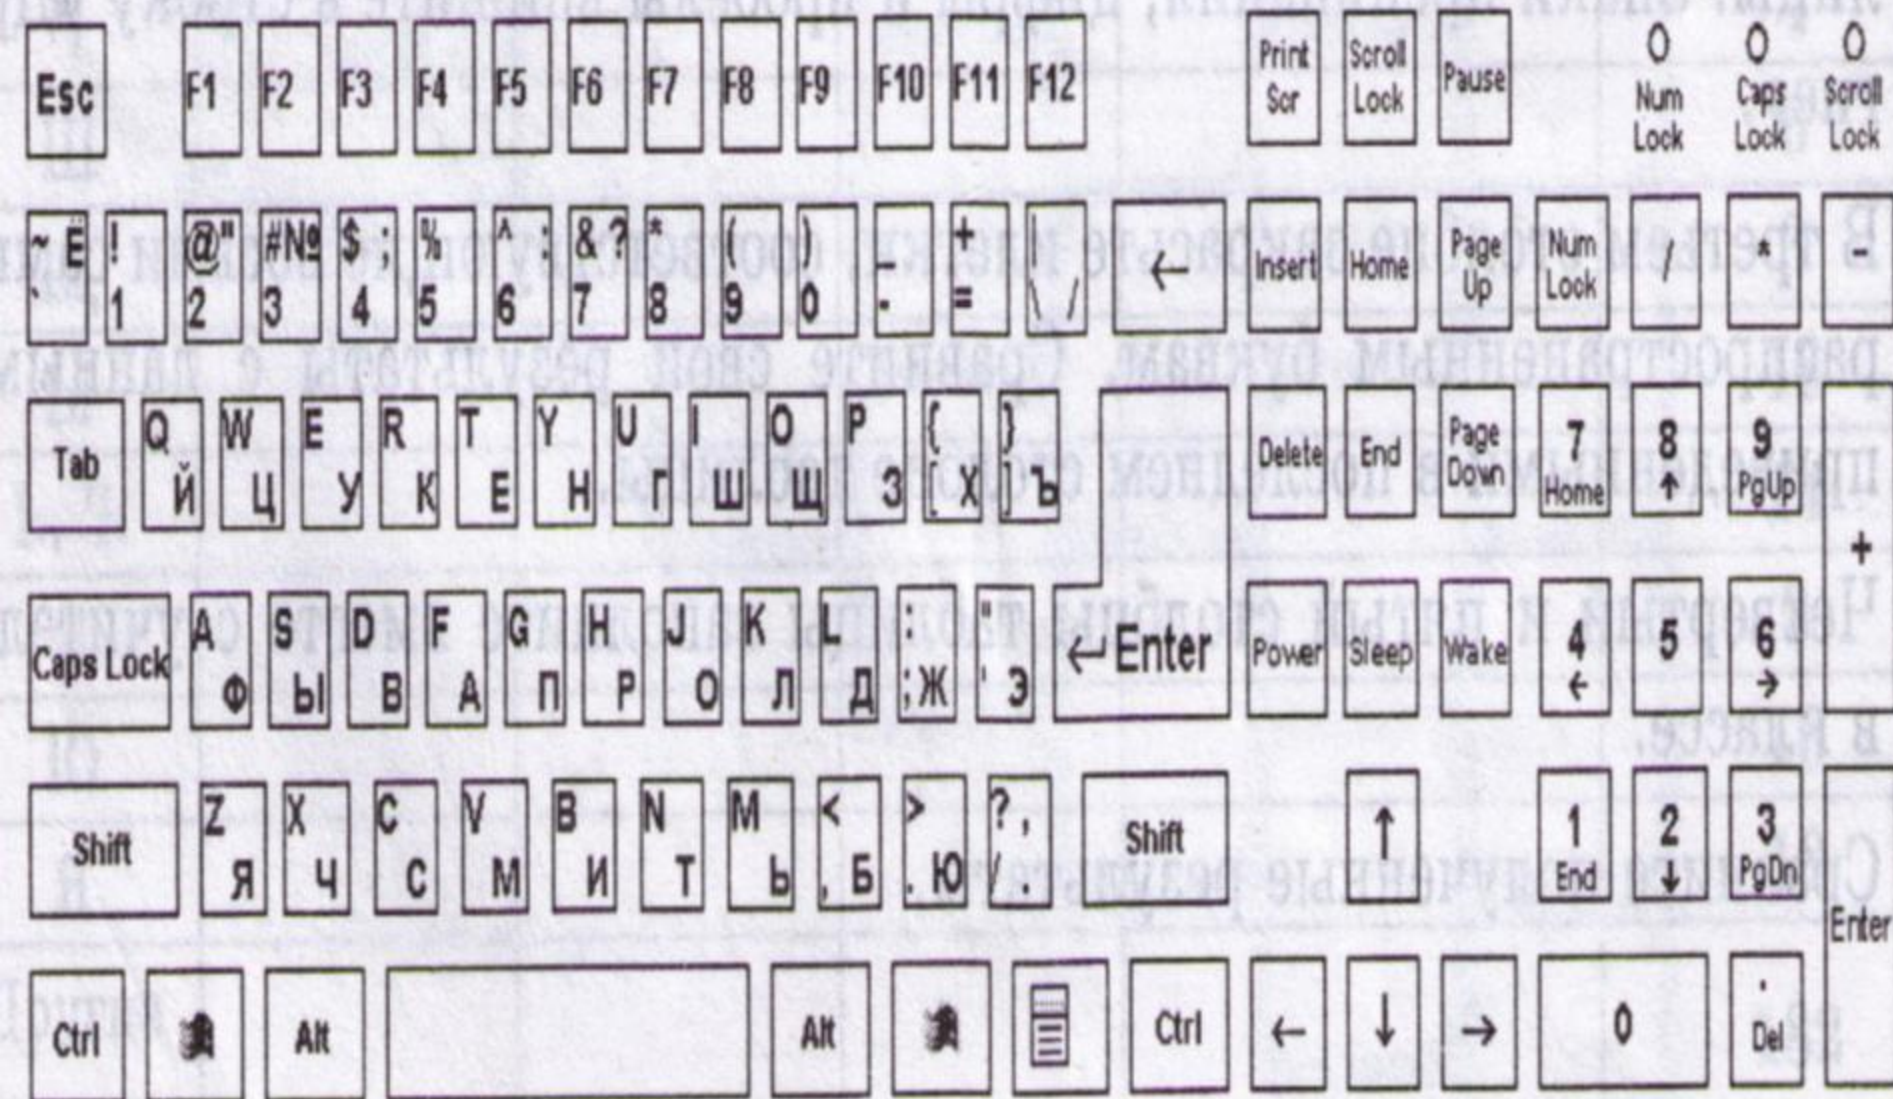 Esc F1 F2 F3 F4 F5 F6 F7 F8 F9 F10 F11 F12 Print Scr Scroll Lock Pause Num Lock Caps Lock Scroll Lock
~ Ё ` ! 1 @ " 2 # № 3 $ ; 4 % 5 ^ : 6 & ? 7 * 8 ( 9 ) 0 _ - + = | \ / ← Insert Home Page Up Num Lock / * -
Tab Q Й W Ц E У R К T Е Y Н U Г I Ш O Щ P З { [ Х } ] Ъ Delete End Page Down 7 Home 8 ↑ 9 PgUp +
Caps Lock A Ф S Ы D В F А G П H Р J О K Л L Д : ; Ж " ' Э ↵ Enter Power Sleep Wake 4 ← 5 6 →
Shift Z Я X Ч C С V М B И N Т M Ь < , Б > . Ю ? , / . Shift ↑ 1 End 2 ↓ 3 PgDn Enter
Ctrl Alt Alt Ctrl ← ↓ → 0 . Del